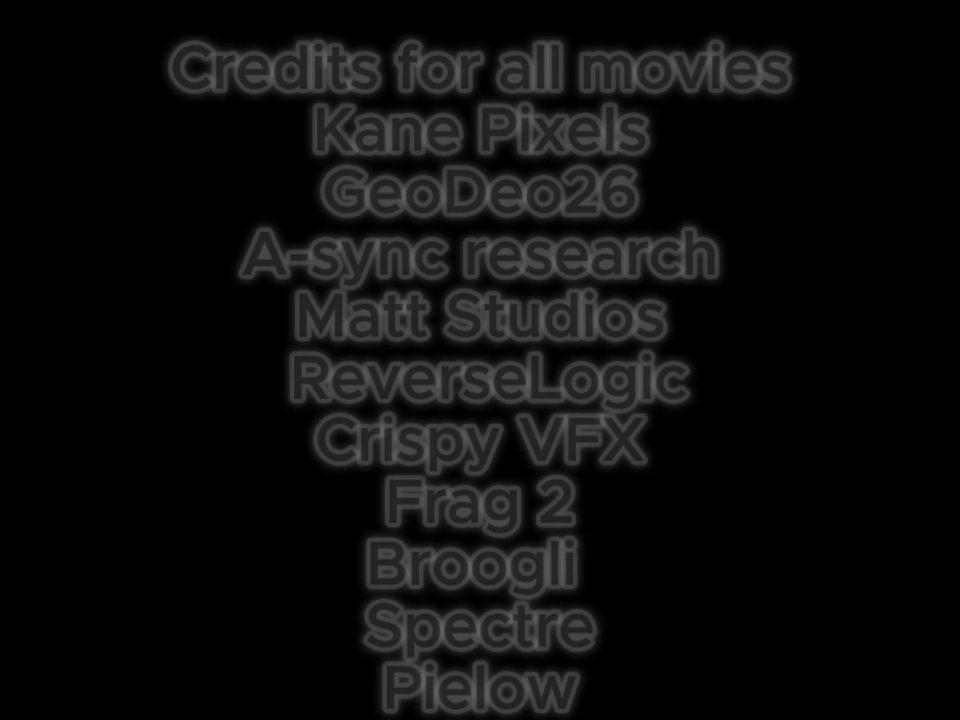 Credits for all movies
Kane Pixels
GeoDeo26
A-sync research
Matt Studios
ReverseLogic
Crispy VFX
Frag 2
Broogli
Spectre
Pielow